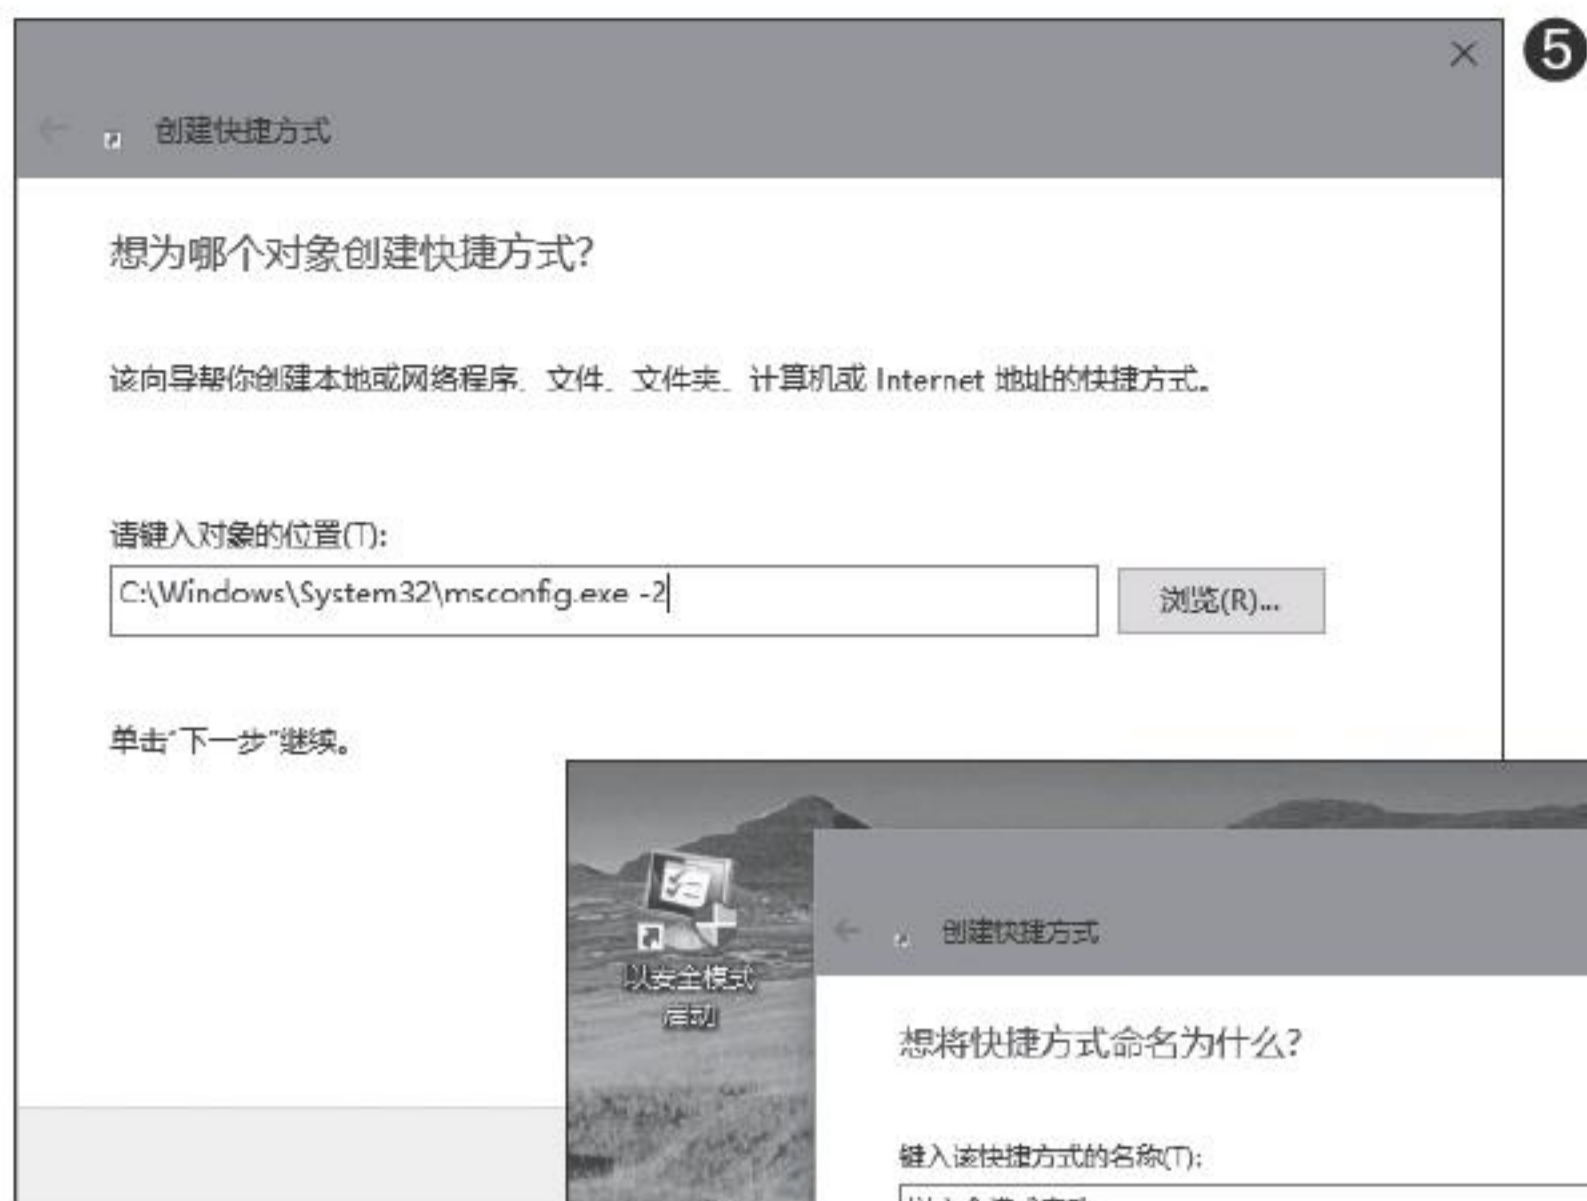 5
创建快捷方式
想为哪个对象创建快捷方式?
该向导帮你创建本地或网络程序、文件、文件夹、计算机或 Internet 地址的快捷方式。
请键入对象的位置(T):
C:\Windows\System32\msconfig.exe -2
浏览(R)...
单击"下一步"继续。
以安全模式
启动
创建快捷方式
想将快捷方式命名为什么?
键入该快捷方式的名称(T):